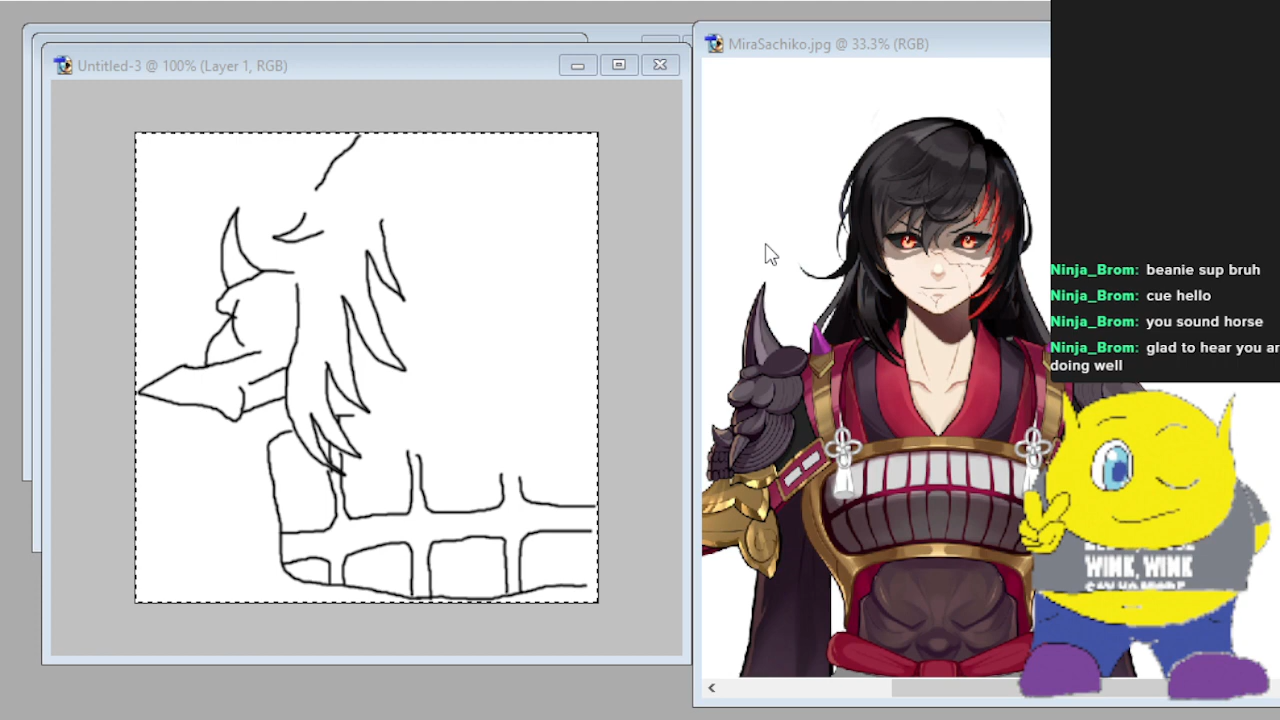 MiraSachiko.jpg @ 33.3% (RGB)
Untitled-3 @ 100% (Layer 1, RGB)
Ninja_Brom: beanie sup bruh
Ninja_Brom: cue hello
Ninja_Brom: you sound horse
Ninja_Brom: glad to hear you ar
doing well
WINK, WINK